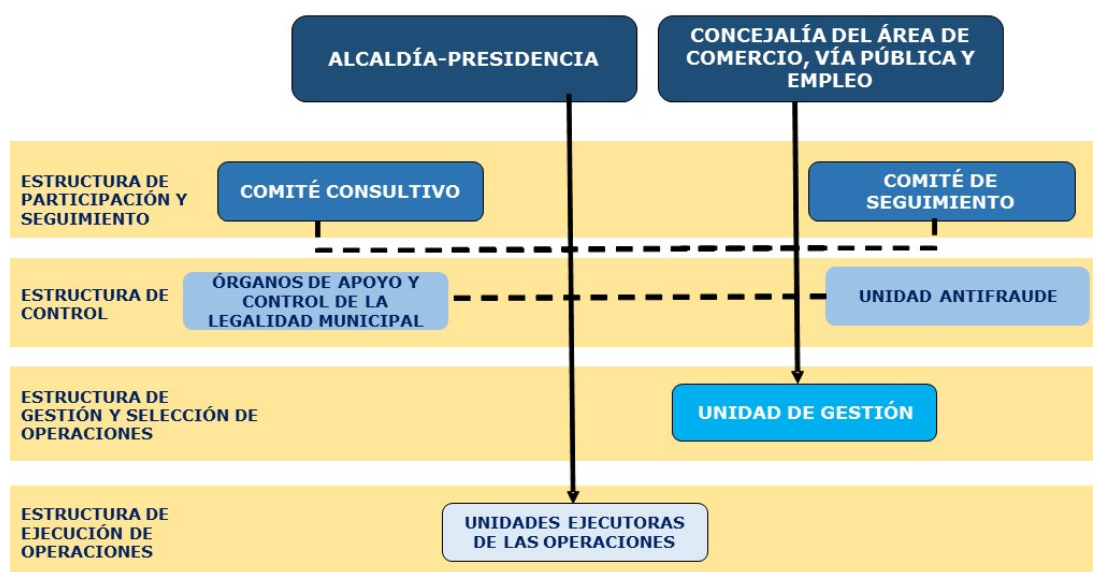 ALCALDÍA-PRESIDENCIA
CONCEJALÍA DEL ÁREA DE
COMERCIO, VÍA PÚBLICA Y
EMPLEO
ESTRUCTURA DE
PARTICIPACIÓN Y
SEGUIMIENTO
COMITÉ CONSULTIVO
COMITÉ DE
SEGUIMIENTO
ESTRUCTURA DE
CONTROL
ÓRGANOS DE APOYO Y
CONTROL DE LA
LEGALIDAD MUNICIPAL
UNIDAD ANTIFRAUDE
ESTRUCTURA DE
GESTIÓN Y SELECCIÓN DE
OPERACIONES
UNIDAD DE GESTIÓN
ESTRUCTURA DE
EJECUCIÓN DE
OPERACIONES
UNIDADES EJECUTORAS
DE LAS OPERACIONES